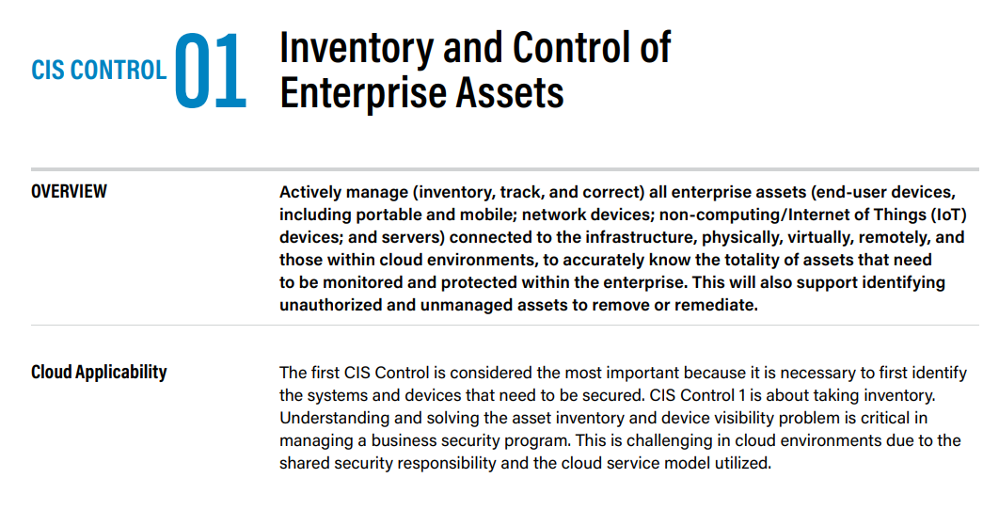 CIS CONTROL 01
Inventory and Control of
Enterprise Assets
OVERVIEW
Actively manage (inventory, track, and correct) all enterprise assets (end-user devices,
including portable and mobile; network devices; non-computing/Internet of Things (IoT)
devices; and servers) connected to the infrastructure, physically, virtually, remotely, and
those within cloud environments, to accurately know the totality of assets that need
to be monitored and protected within the enterprise. This will also support identifying
unauthorized and unmanaged assets to remove or remediate.
Cloud Applicability
The first CIS Control is considered the most important because it is necessary to first identify
the systems and devices that need to be secured. CIS Control 1 is about taking inventory.
Understanding and solving the asset inventory and device visibility problem is critical in
managing a business security program. This is challenging in cloud environments due to the
shared security responsibility and the cloud service model utilized.